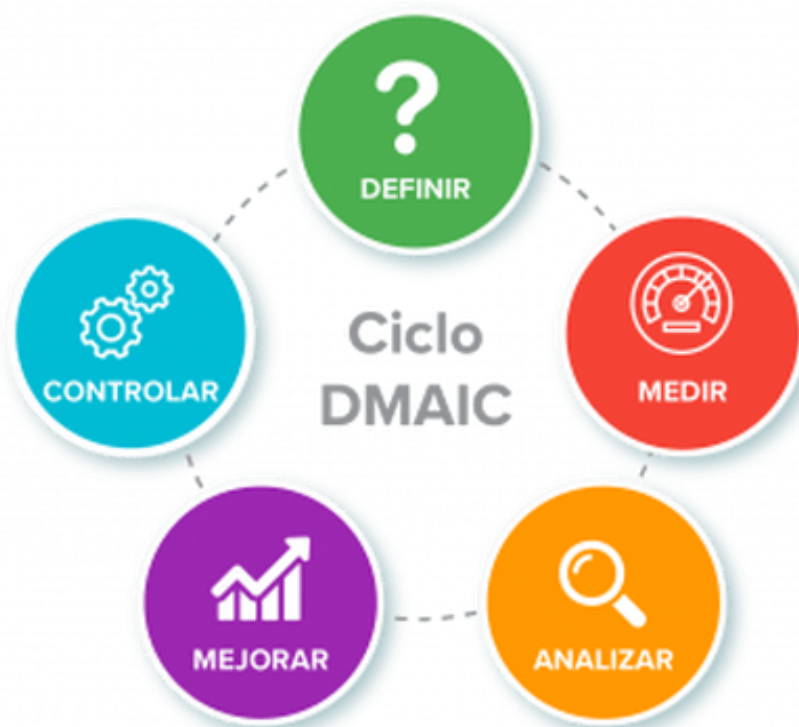 ?
DEFINIR
Ciclo
DMAIC
MEDIR
ANALIZAR
MEJORAR
CONTROLAR